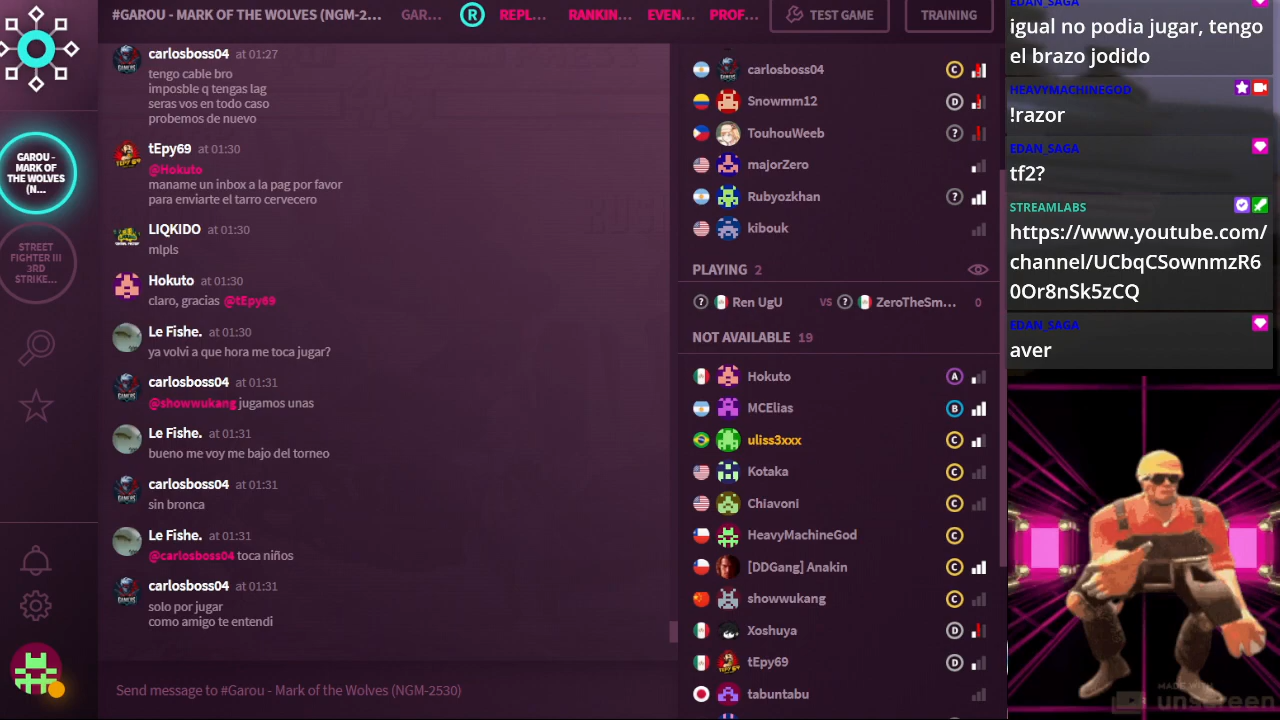 #GAROU - MARK OF THE WOLVES (NGM-2...
GAR...
R
REPL...
RANKIN...
EVEN...
PROF...
TEST GAME
TRAINING
GAROU -
MARK OF
THE WOLVES
(N...
STREET
FIGHTER III
3RD
STRIKE...
carlosboss04 at 01:27
tengo cable bro
imposble q tengas lag
seras vos en todo caso
probemos de nuevo
tEpy69 at 01:30
@Hokuto
maname un inbox a la pag por favor
para enviarte el tarro cervecero
LIQKIDO at 01:30
mlpls
Hokuto at 01:30
claro, gracias @tEpy69
Le Fishe. at 01:30
ya volvi a que hora me toca jugar?
carlosboss04 at 01:31
@showwukang jugamos unas
Le Fishe. at 01:31
bueno me voy me bajo del torneo
carlosboss04 at 01:31
sin bronca
Le Fishe. at 01:31
@carlosboss04 toca niños
carlosboss04 at 01:31
solo por jugar
como amigo te entendi
Send message to #Garou - Mark of the Wolves (NGM-2530)
carlosboss04 C
Snowmm12 D
TouhouWeeb ?
majorZero
Rubyozkhan ?
kibouk
PLAYING 2
? Ren UgU VS ? ZeroTheSm... 0
NOT AVAILABLE 19
Hokuto A
MCElias B
uliss3xxx C
Kotaka C
Chiavoni C
HeavyMachineGod C
[DDGang] Anakin C
showwukang C
Xoshuya D
tEpy69 D
tabuntabu
EDAN_SAGA
igual no podia jugar, tengo
el brazo jodido
HEAVYMACHINEGOD
!razor
EDAN_SAGA
tf2?
STREAMLABS
https://www.youtube.com/
channel/UCbqCSownmzR6
0Or8nSk5zCQ
EDAN_SAGA
aver
MADE WITH
unscreen